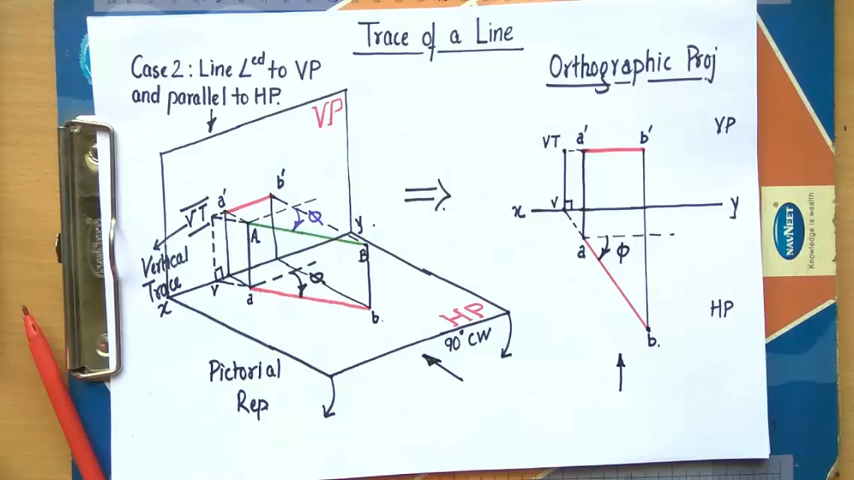 Trace of a Line
Case 2: Line ∠ed to VP
and parallel to HP.
Orthographic Proj
VP
VP
VT a' b'
a' b'
VT
⇒
x v y
A y
B
Vertical
Trace
v a
x
ϕ
ϕ
a ϕ
b.
HP
HP
90° CW
b.
Pictorial
Rep
NAVNEET
Knowledge is wealth